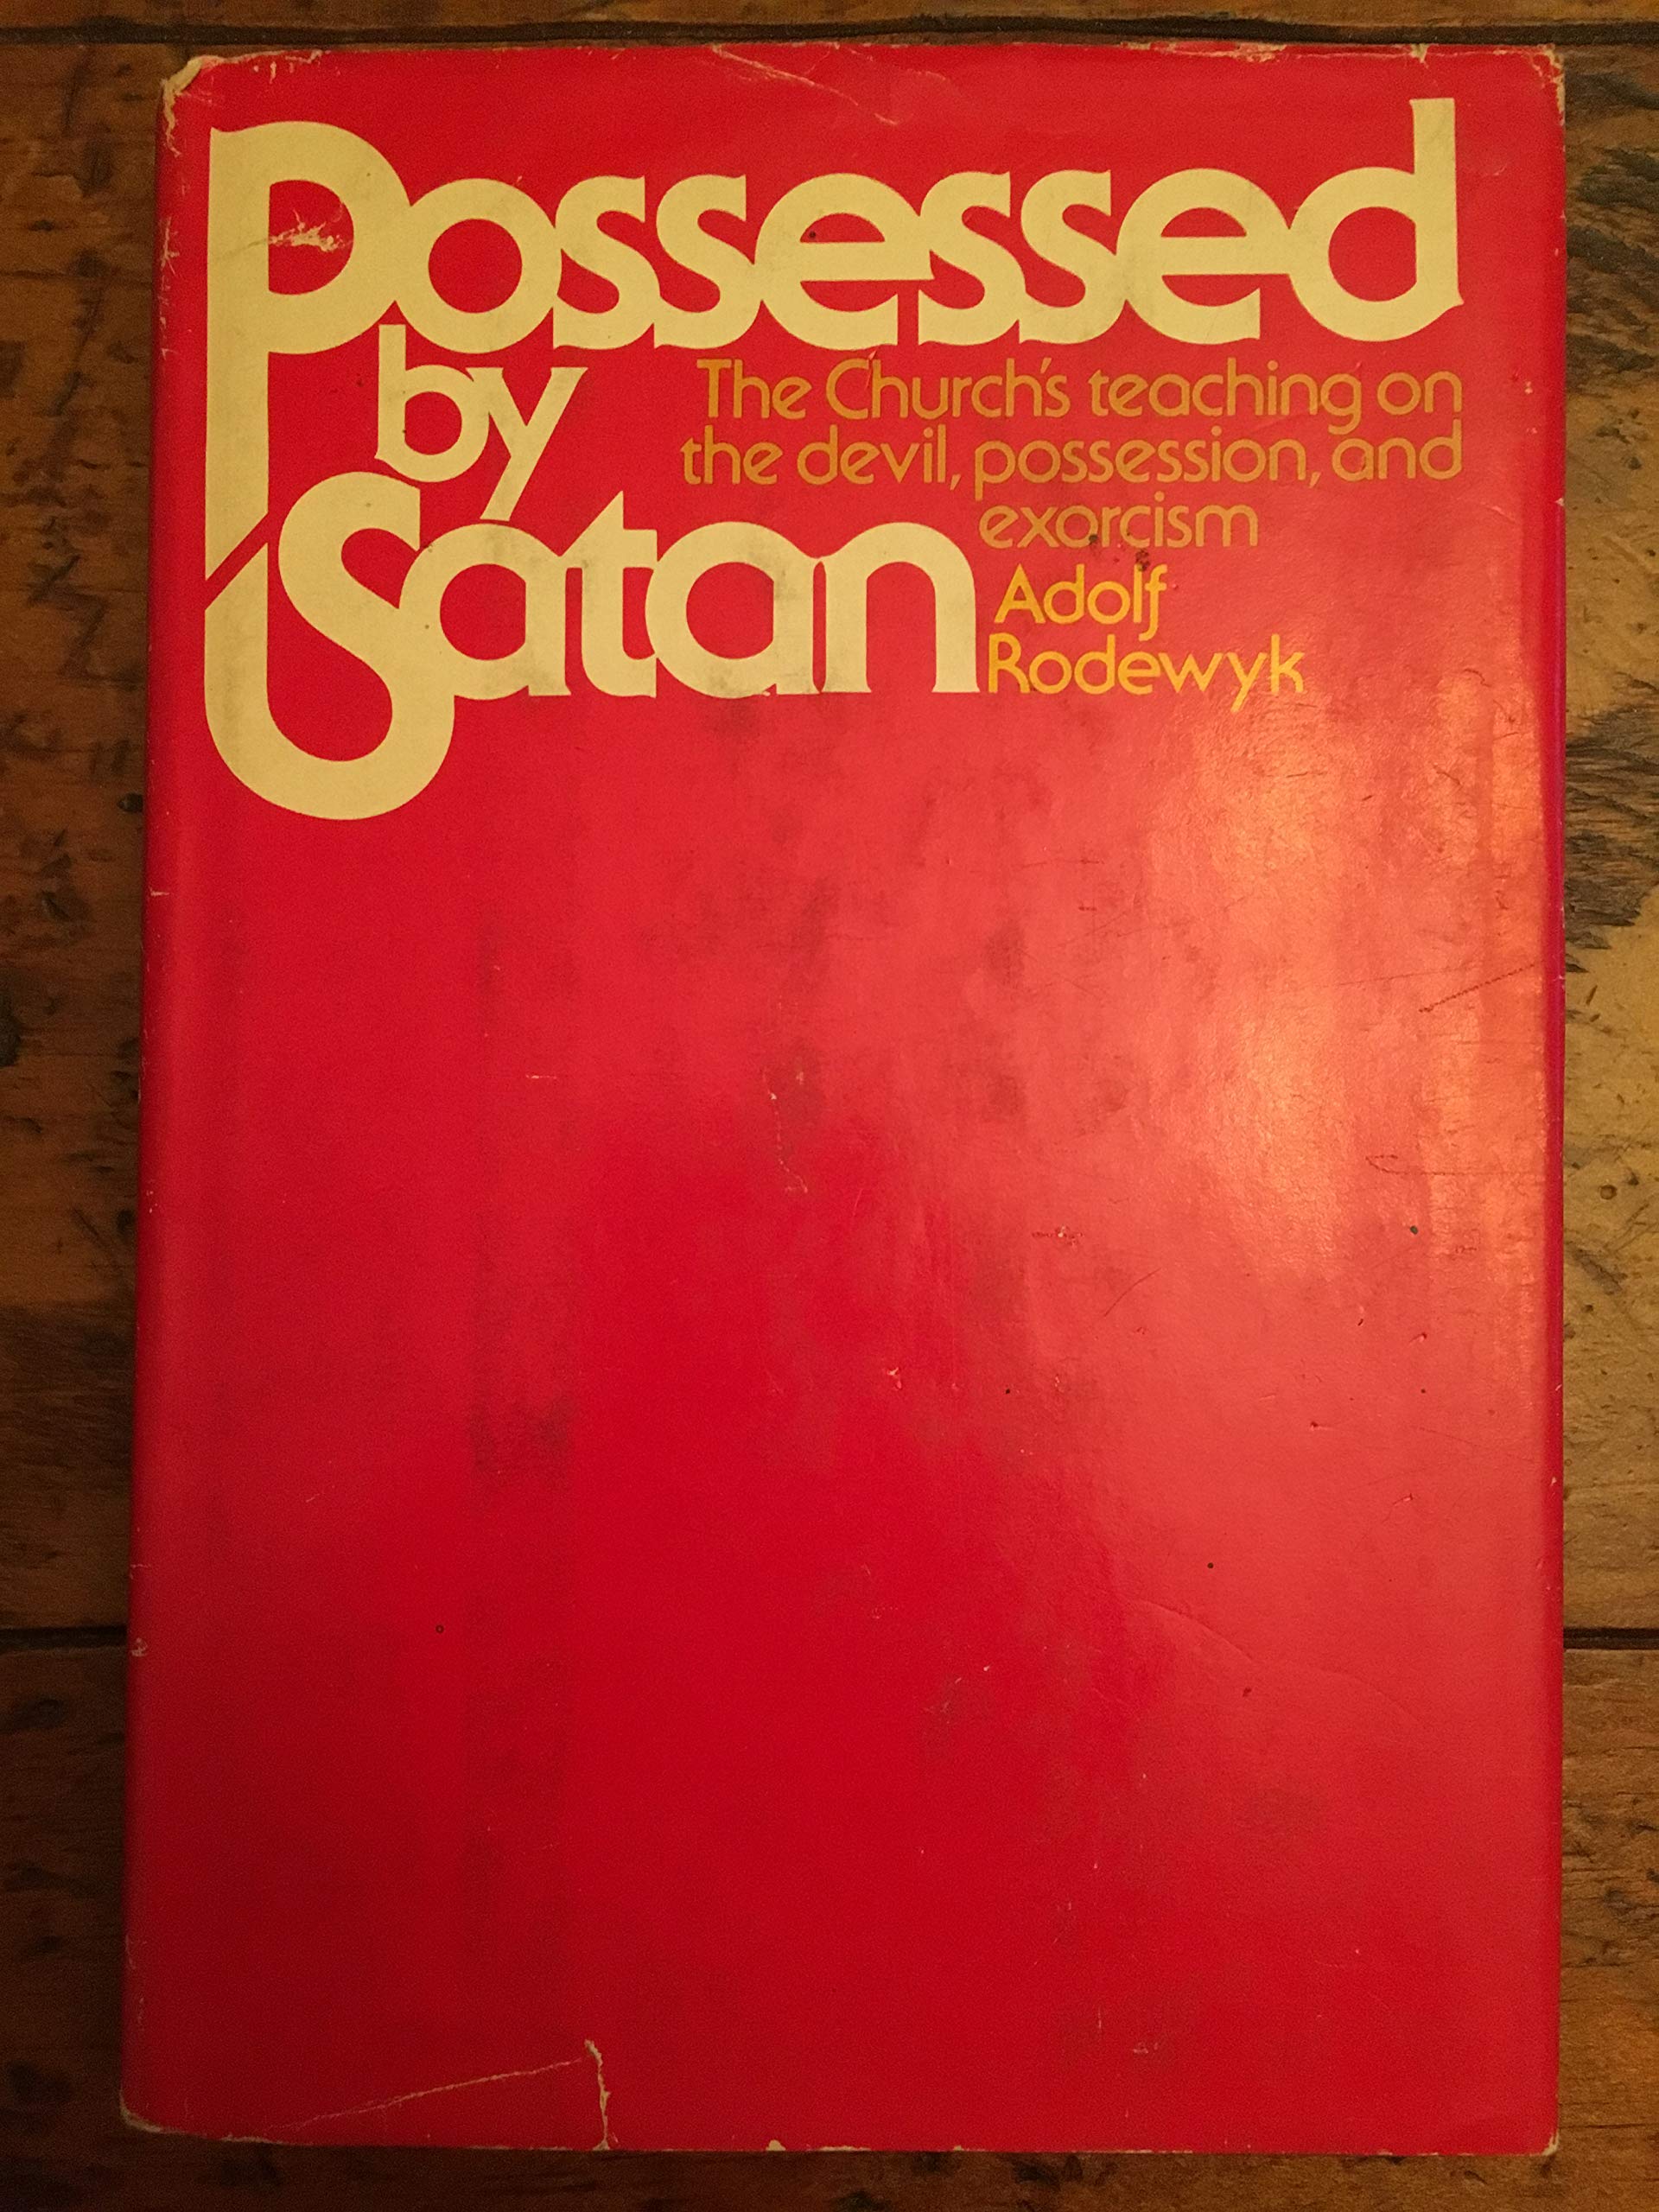 Possessed
by
Satan
The Church's teaching on
the devil, possession, and
exorcism
Adolf
Rodewyk